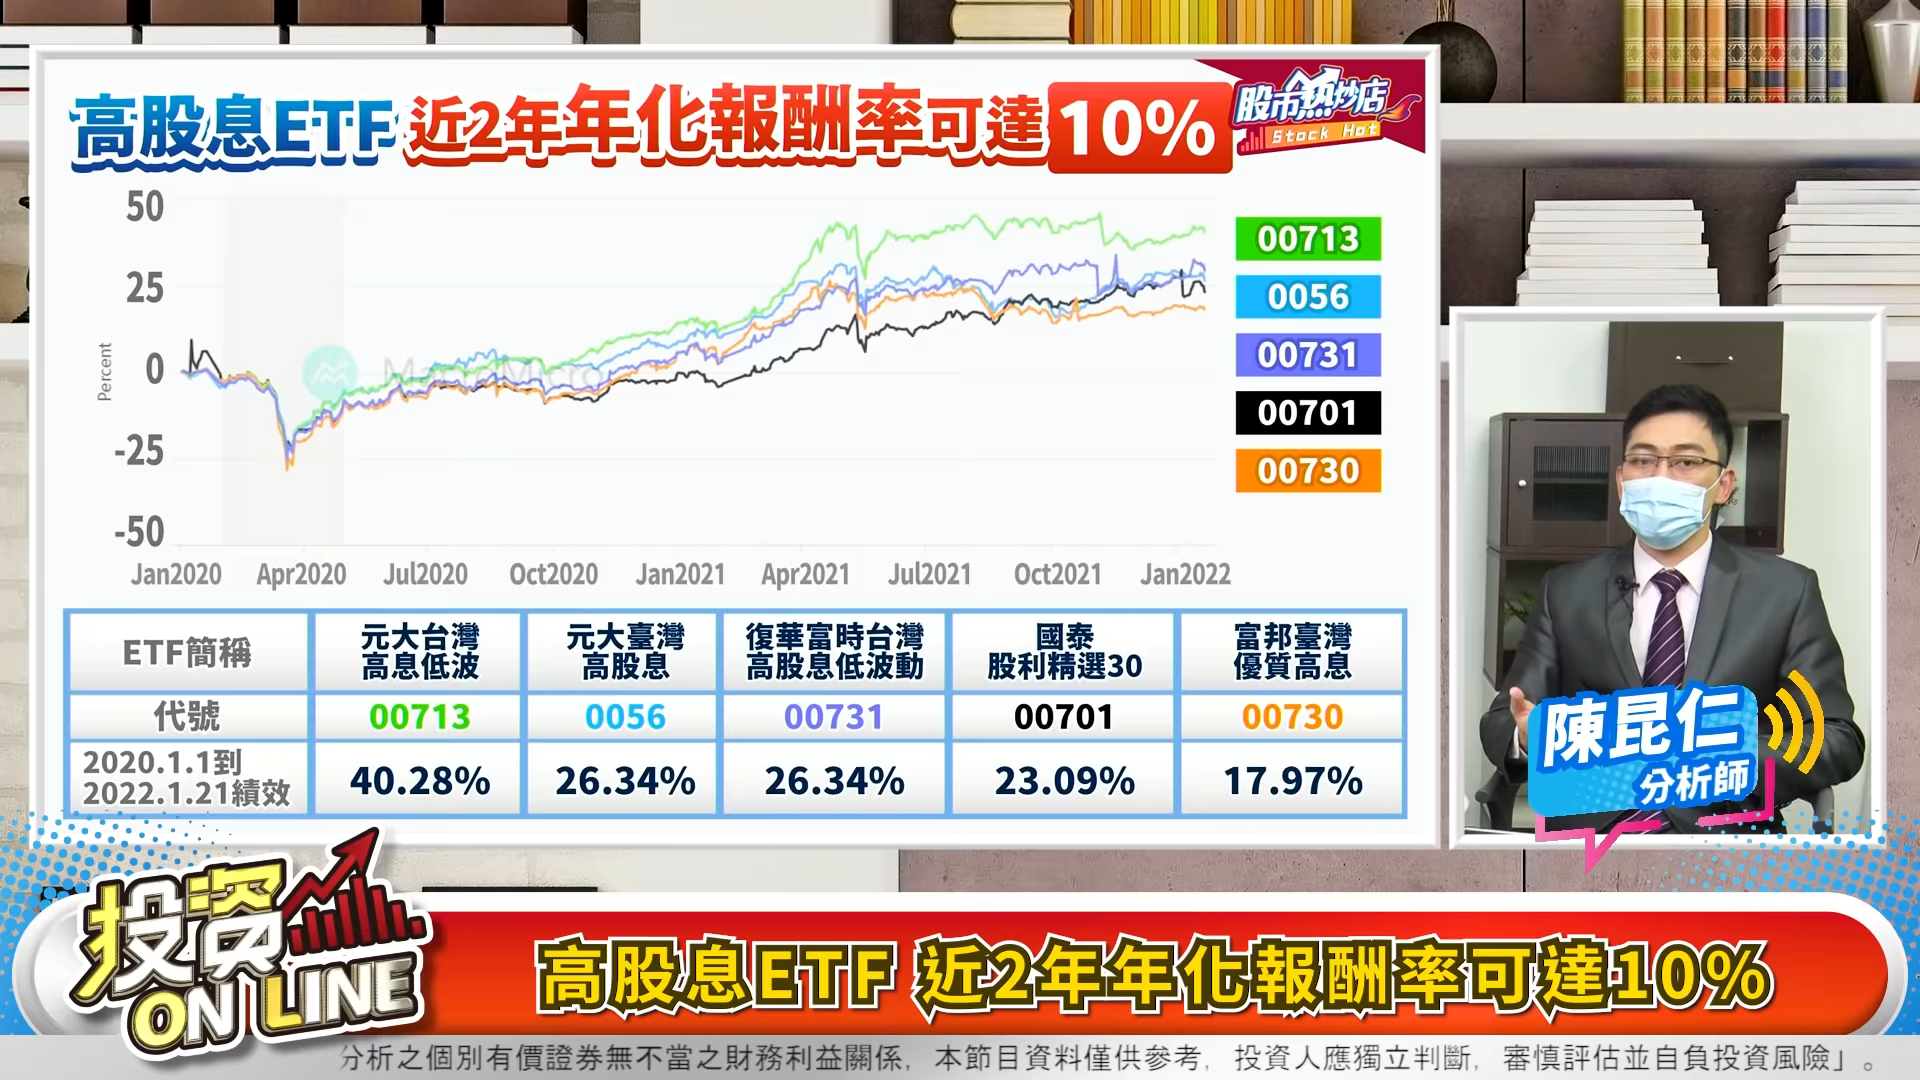 高股息ETF 近2年年化報酬率可達10%
股市熱炒店
Stock Hot
50
25
0
-25
-50
Percent
MacroMicro
Jan2020 Apr2020 Jul2020 Oct2020 Jan2021 Apr2021 Jul2021 Oct2021 Jan2022
00713
0056
00731
00701
00730
ETF簡稱 元大台灣高息低波 元大臺灣高股息 復華富時台灣高股息低波動 國泰股利精選30 富邦臺灣優質高息
代號 00713 0056 00731 00701 00730
2020.1.1到2022.1.21績效 40.28% 26.34% 26.34% 23.09% 17.97%
陳昆仁
分析師
投資
ON LINE
高股息ETF 近2年年化報酬率可達10%
分析之個別有價證券無不當之財務利益關係，本節目資料僅供參考，投資人應獨立判斷，審慎評估並自負投資風險」。